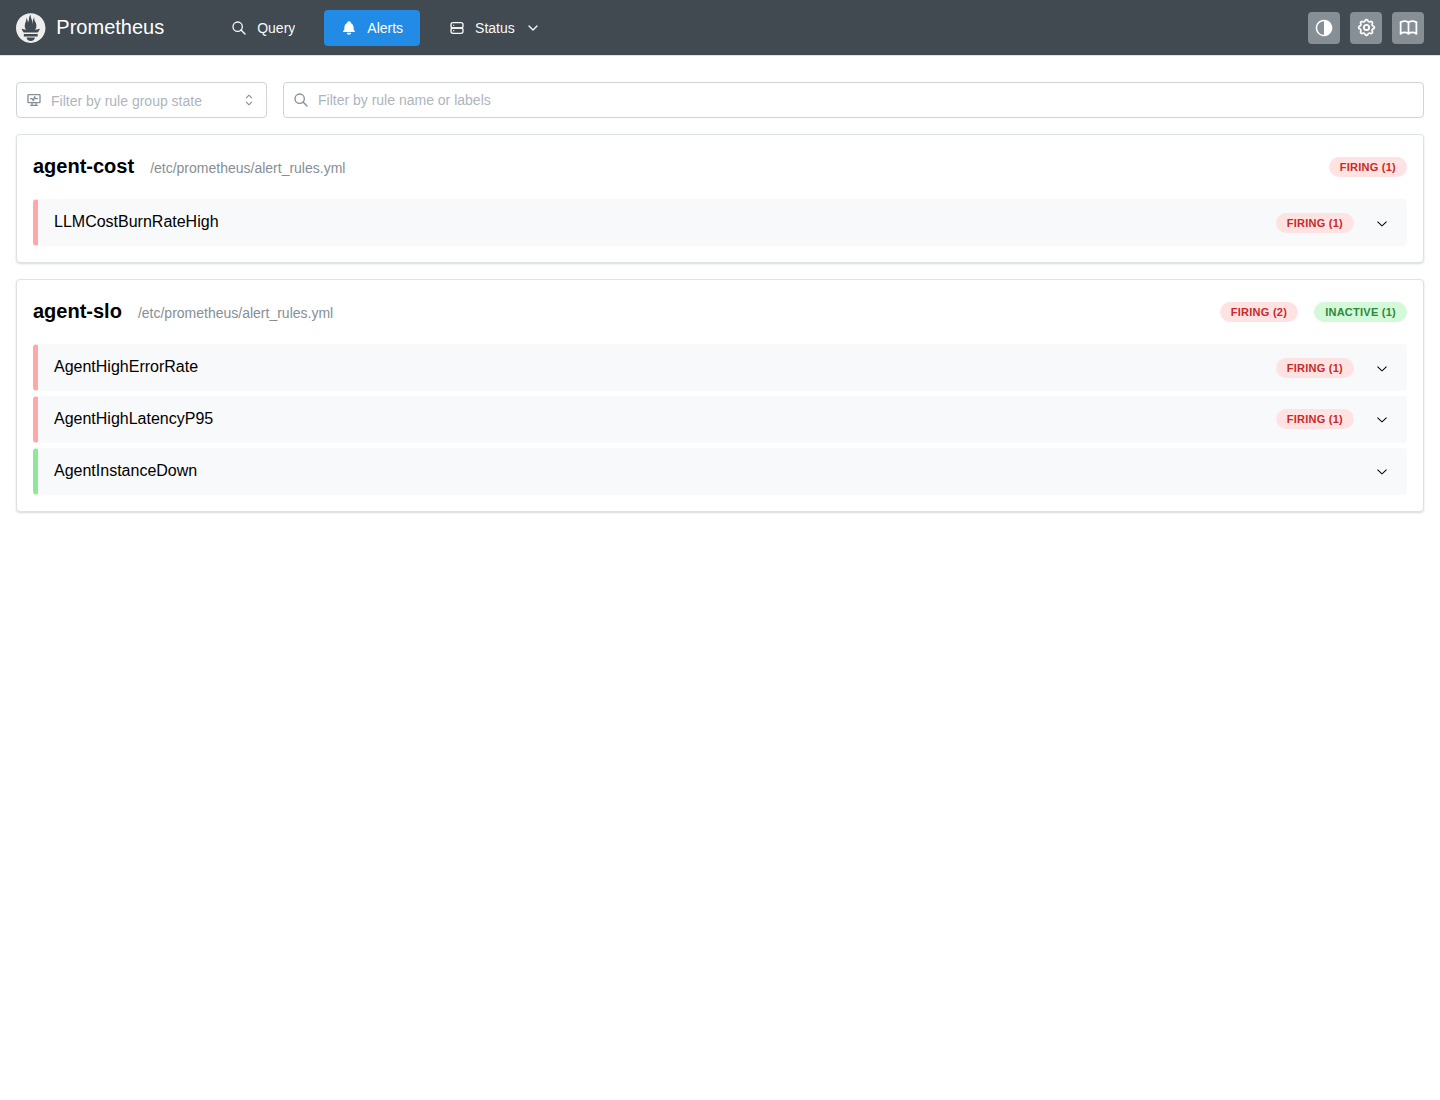 Prometheus Query Alerts Status
Filter by rule group state Filter by rule name or labels
agent-cost /etc/prometheus/alert_rules.yml FIRING (1)
LLMCostBurnRateHigh FIRING (1)
agent-slo /etc/prometheus/alert_rules.yml FIRING (2) INACTIVE (1)
AgentHighErrorRate FIRING (1)
AgentHighLatencyP95 FIRING (1)
AgentInstanceDown